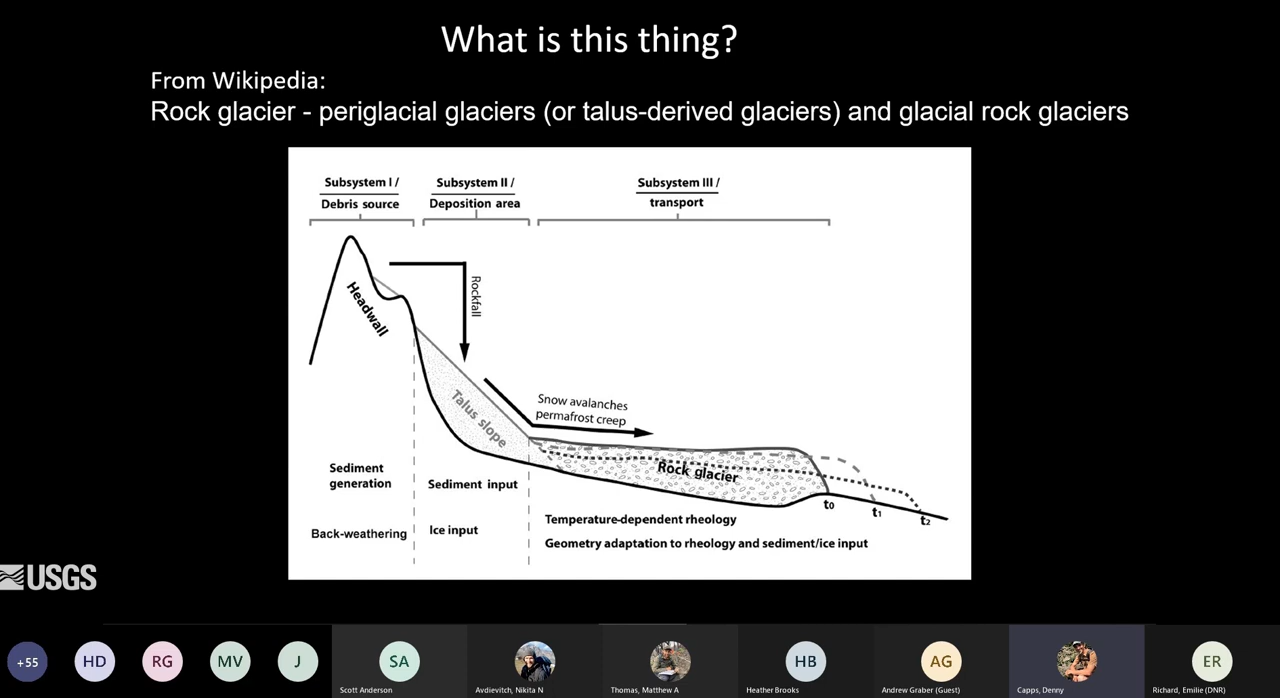 What is this thing?
From Wikipedia:
Rock glacier - periglacial glaciers (or talus-derived glaciers) and glacial rock glaciers
Subsystem I /
Debris source
Subsystem II /
Deposition area
Subsystem III /
transport
Headwall
Rockfall
Talus slope
Snow avalanches
permafrost creep
Rock glacier
t0
t1
t2
Sediment
generation
Sediment input
Back-weathering
Ice input
Temperature-dependent rheology
Geometry adaptation to rheology and sediment/ice input
USGS
+55
HD
RG
MV
J
SA
Scott Anderson
Avdievitch, Nikita N
Thomas, Matthew A
HB
Heather Brooks
AG
Andrew Graber (Guest)
Capps, Denny
ER
Richard, Emilie (DNR)